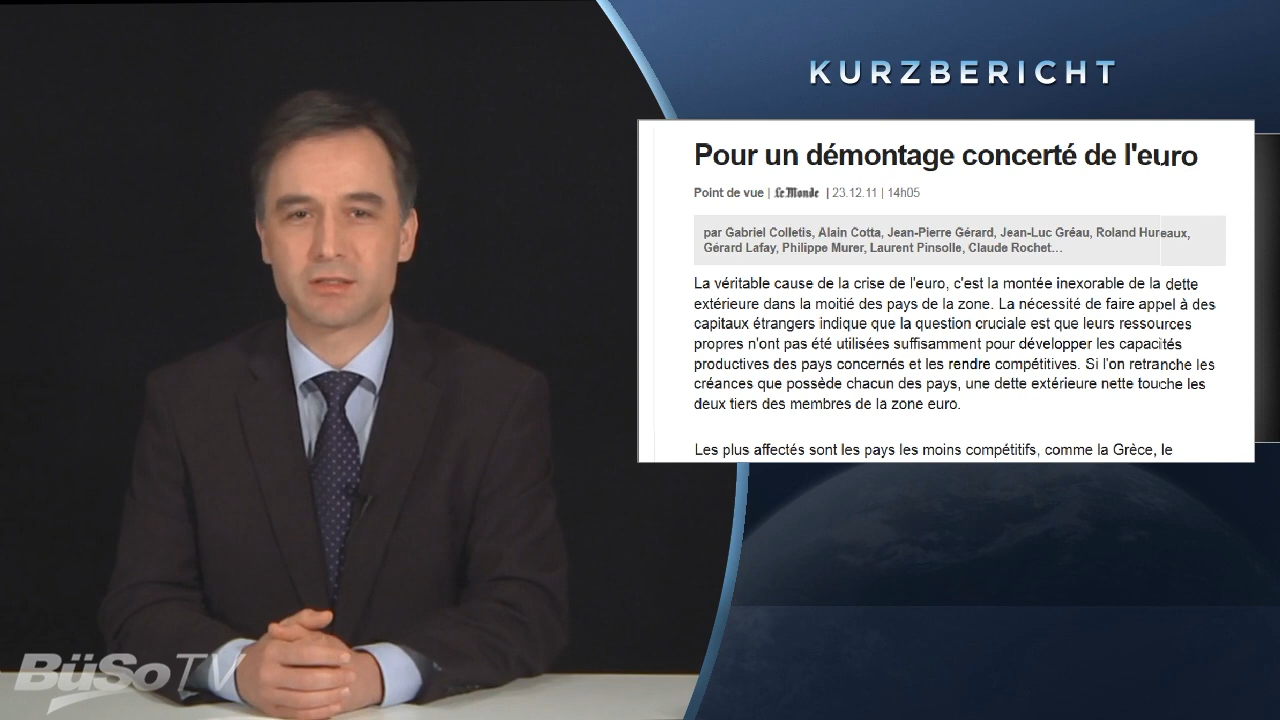 KURZBERICHT
Pour un démontage concerté de l'euro
Point de vue | Le Monde | 23.12.11 | 14h05
par Gabriel Colletis, Alain Cotta, Jean-Pierre Gérard, Jean-Luc Gréau, Roland Hureaux,
Gérard Lafay, Philippe Murer, Laurent Pinsolle, Claude Rochet...
La véritable cause de la crise de l'euro, c'est la montée inexorable de la dette
extérieure dans la moitié des pays de la zone. La nécessité de faire appel à des
capitaux étrangers indique que la question cruciale est que leurs ressources
propres n'ont pas été utilisées suffisamment pour développer les capacités
productives des pays concernés et les rendre compétitives. Si l'on retranche les
créances que possède chacun des pays, une dette extérieure nette touche les
deux tiers des membres de la zone euro.
Les plus affectés sont les pays les moins compétitifs, comme la Grèce, le
BüSo TV